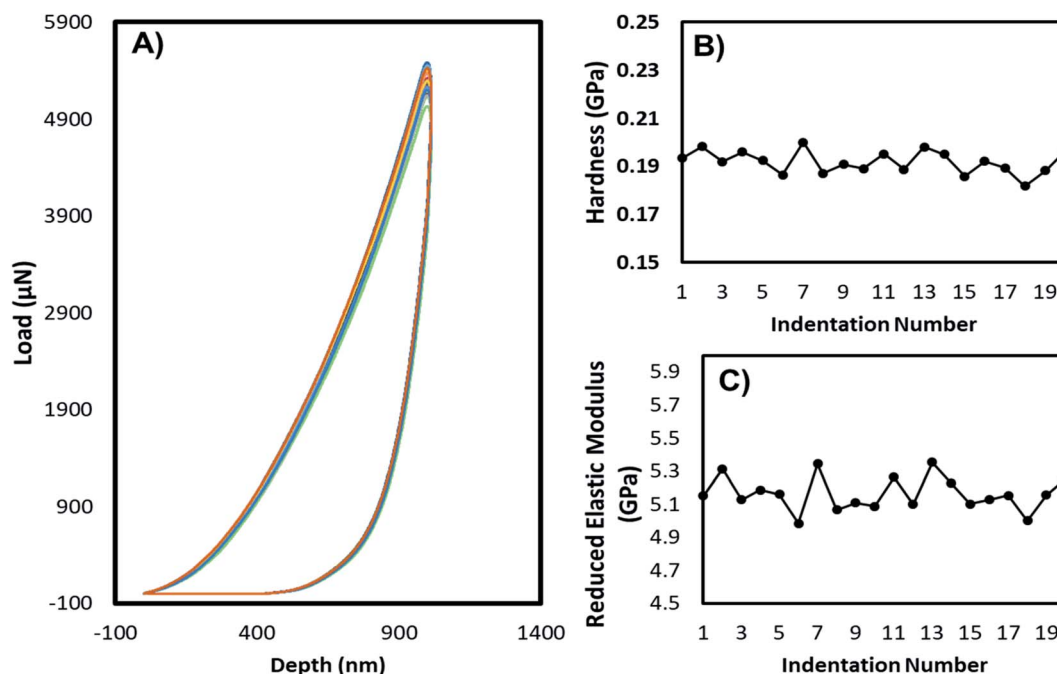 A)
5900
4900
3900
2900
1900
900
-100
Load (µN)
-100 400 900 1400
Depth (nm)
B)
0.25
0.23
0.21
0.19
0.17
0.15
Hardness (GPa)
1 3 5 7 9 11 13 15 17 19
Indentation Number
C)
5.9
5.7
5.5
5.3
5.1
4.9
4.7
4.5
Reduced Elastic Modulus
(GPa)
1 3 5 7 9 11 13 15 17 19
Indentation Number